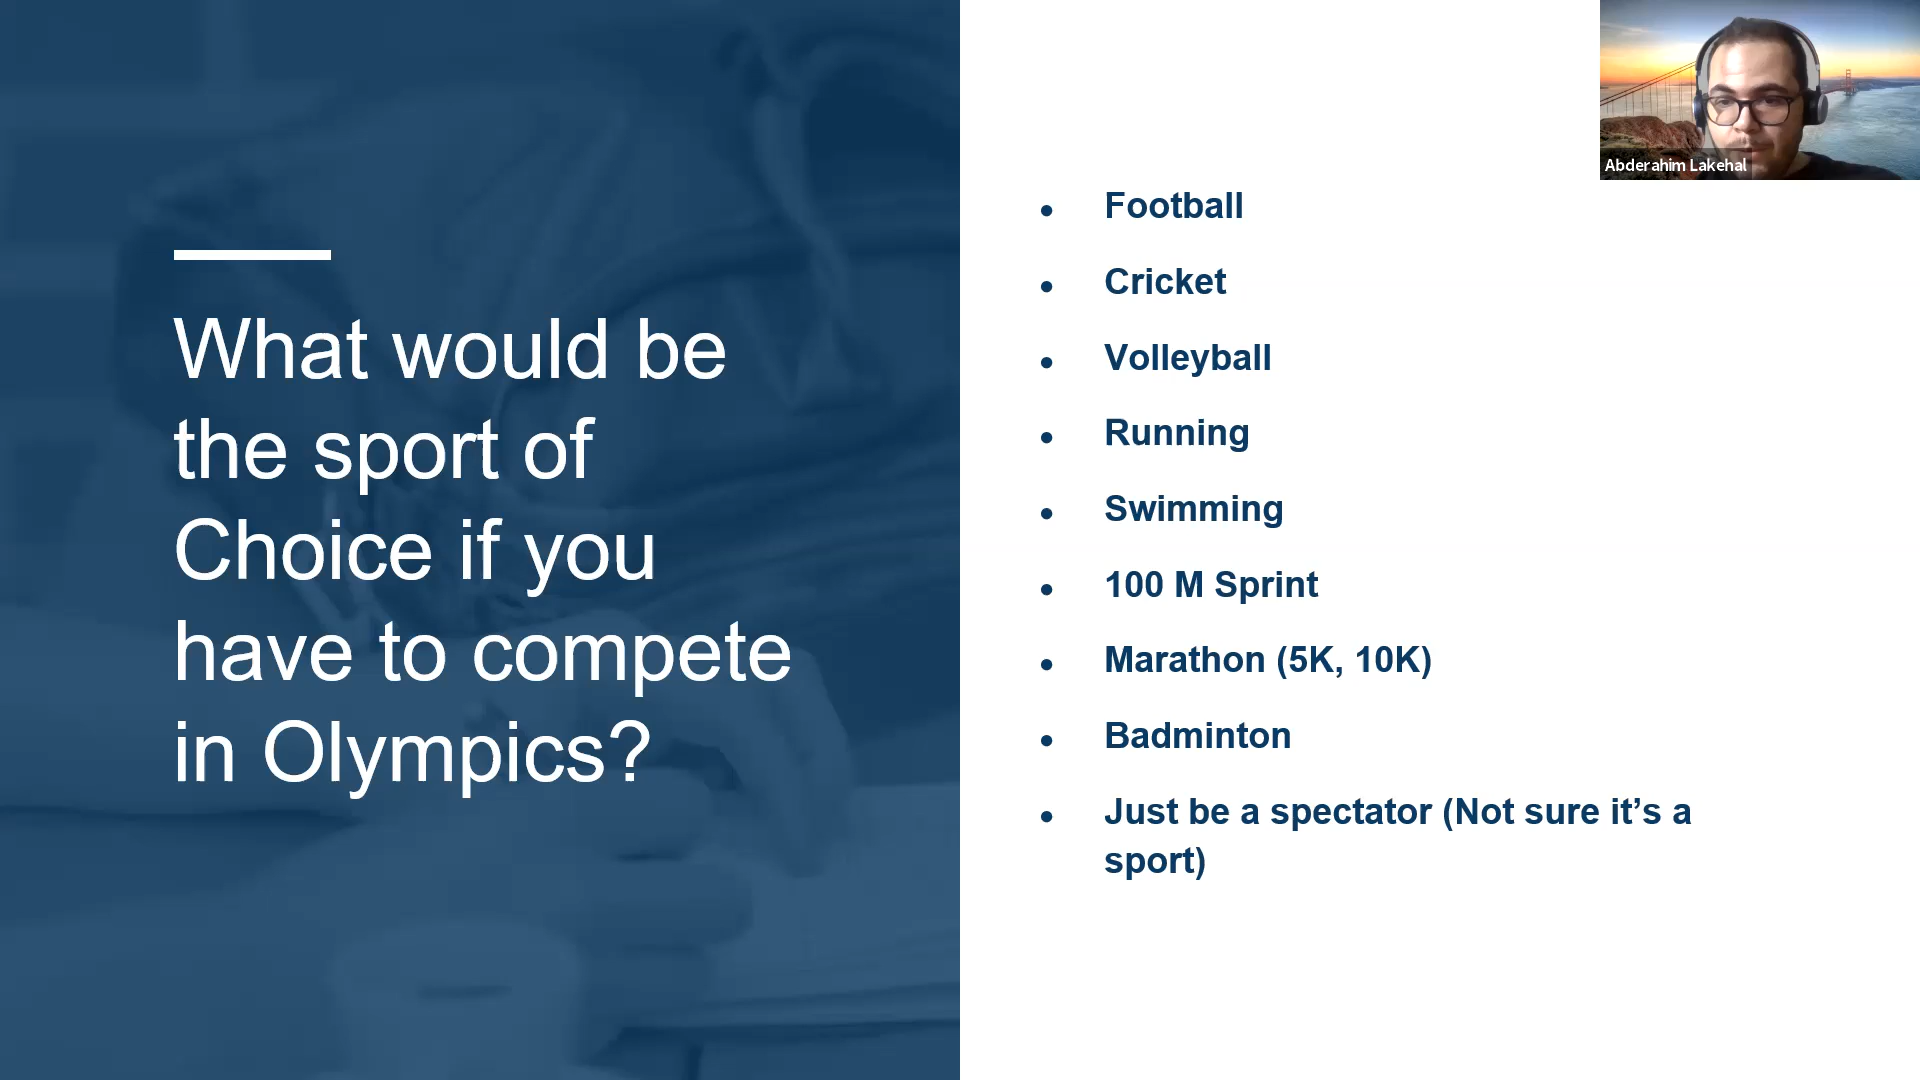 What would be
the sport of
Choice if you
have to compete
in Olympics?
• Football
• Cricket
• Volleyball
• Running
• Swimming
• 100 M Sprint
• Marathon (5K, 10K)
• Badminton
• Just be a spectator (Not sure it’s a
sport)
Abderahim Lakehal